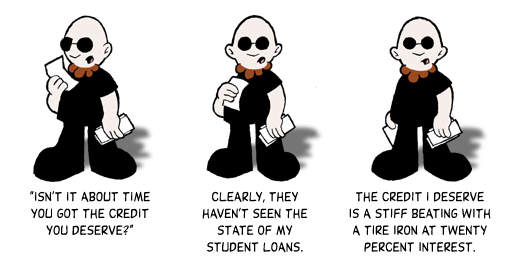 "ISN'T IT ABOUT TIME
YOU GOT THE CREDIT
YOU DESERVE?"
CLEARLY, THEY
HAVEN'T SEEN THE
STATE OF MY
STUDENT LOANS.
THE CREDIT I DESERVE
IS A STIFF BEATING WITH
A TIRE IRON AT TWENTY
PERCENT INTEREST.